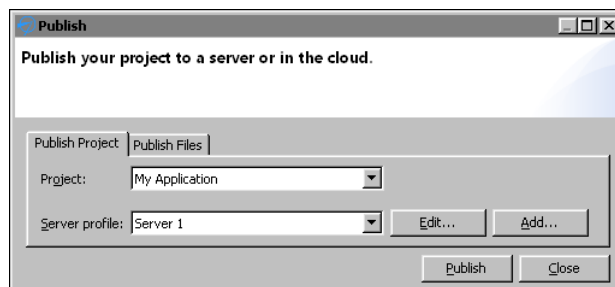 Publish
Publish your project to a server or in the cloud.
Publish Project Publish Files
Project: My Application
Server profile: Server 1 Edit... Add...
Publish Close